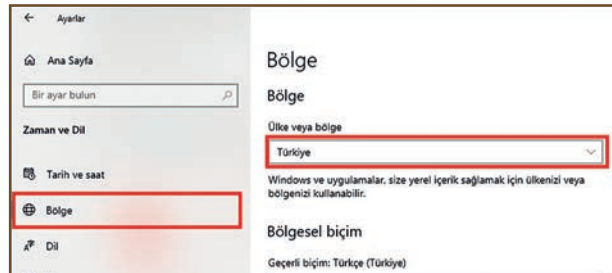 Ayarlar
Ana Sayfa
Bir ayar bulun
Zaman ve Dil
Tarih ve saat
Bölge
Dil
Bölge
Bölge
Ülke veya bölge
Türkiye
Windows ve uygulamalar, size yerel içerik sağlamak için ülkenizi veya
bölgenizi kullanabilir.
Bölgesel biçim
Geçerli biçim: Türkçe (Türkiye)